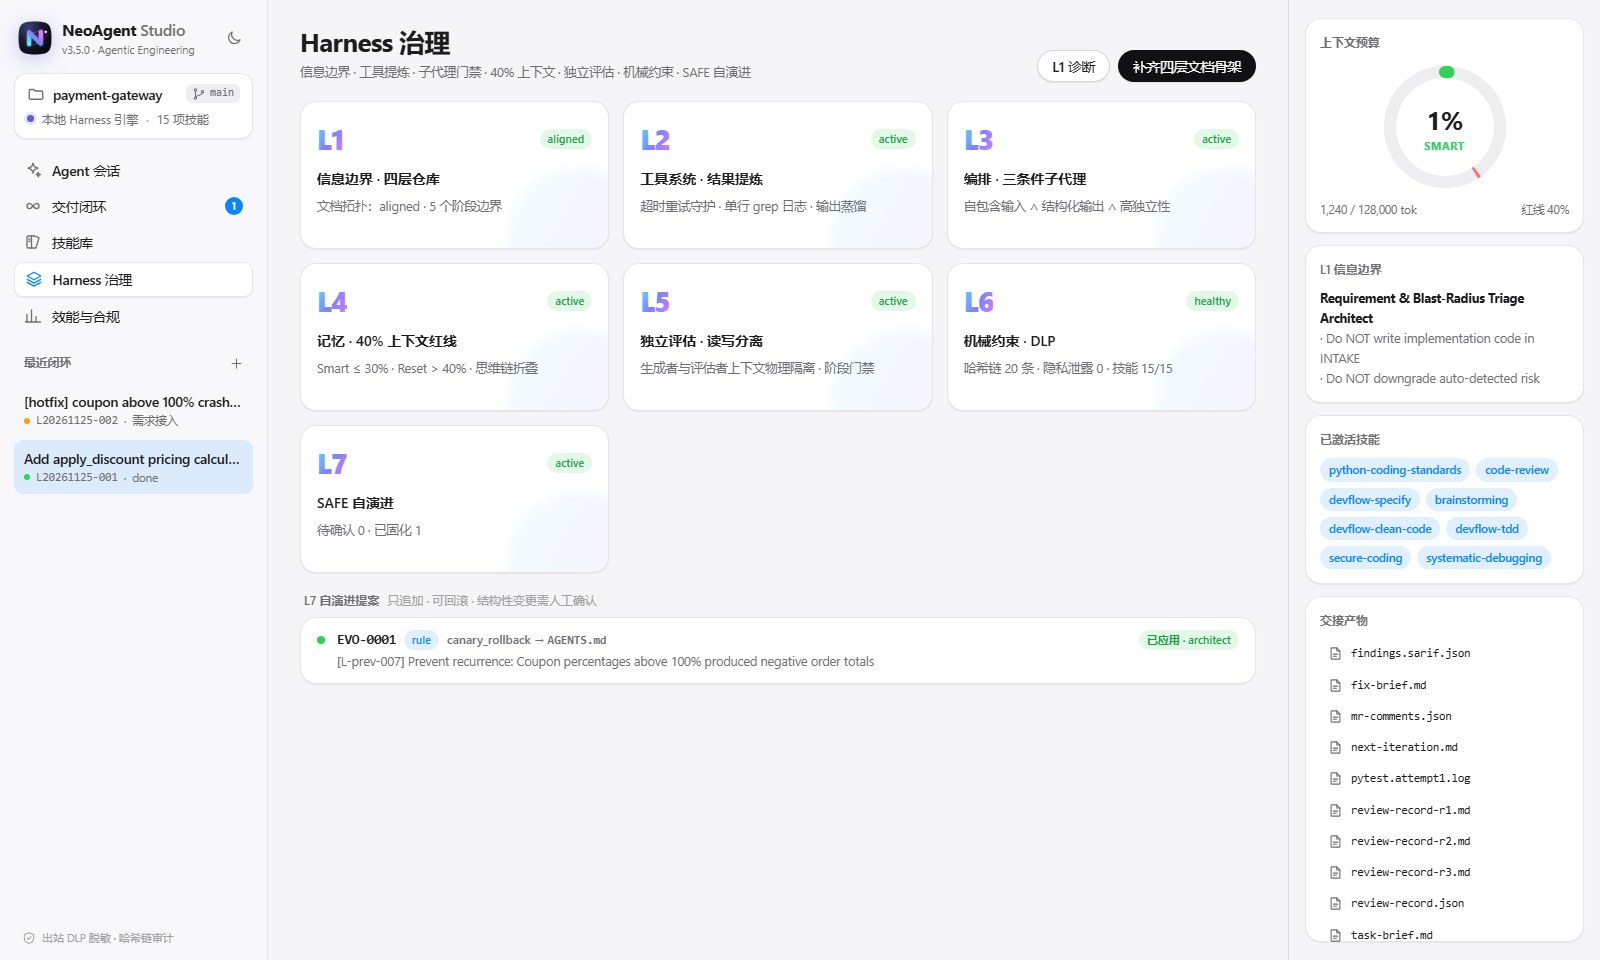 NeoAgent Studio
v3.5.0 · Agentic Engineering
payment-gateway
main
本地 Harness 引擎 · 15 项技能
Agent 会话
交付闭环
1
技能库
Harness 治理
效能与合规
最近闭环
[hotfix] coupon above 100% crash...
L20261125-002 · 需求接入
Add apply_discount pricing calcul...
L20261125-001 · done
出站 DLP 脱敏 · 哈希链审计
Harness 治理
信息边界 · 工具提炼 · 子代理门禁 · 40% 上下文 · 独立评估 · 机械约束 · SAFE 自演进
L1 诊断
补齐四层文档骨架
L1
aligned
信息边界 · 四层仓库
文档拓扑：aligned · 5 个阶段边界
L2
active
工具系统 · 结果提炼
超时重试守护 · 单行 grep 日志 · 输出蒸馏
L3
active
编排 · 三条件子代理
自包含输入 ∧ 结构化输出 ∧ 高独立性
L4
active
记忆 · 40% 上下文红线
Smart ≤ 30% · Reset > 40% · 思维链折叠
L5
active
独立评估 · 读写分离
生成者与评估者上下文物理隔离 · 阶段门禁
L6
healthy
机械约束 · DLP
哈希链 20 条 · 隐私泄露 0 · 技能 15/15
L7
active
SAFE 自演进
待确认 0 · 已固化 1
L7 自演进提案 只追加 · 可回滚 · 结构性变更需人工确认
EVO-0001 rule canary_rollback → AGENTS.md
已应用 · architect
[L-prev-007] Prevent recurrence: Coupon percentages above 100% produced negative order totals
上下文预算
1%
SMART
1,240 / 128,000 tok
红线 40%
L1 信息边界
Requirement & Blast-Radius Triage
Architect
· Do NOT write implementation code in
INTAKE
· Do NOT downgrade auto-detected risk
已激活技能
python-coding-standards code-review
devflow-specify brainstorming
devflow-clean-code devflow-tdd
secure-coding systematic-debugging
交接产物
findings.sarif.json
fix-brief.md
mr-comments.json
next-iteration.md
pytest.attempt1.log
review-record-r1.md
review-record-r2.md
review-record-r3.md
review-record.json
task-brief.md